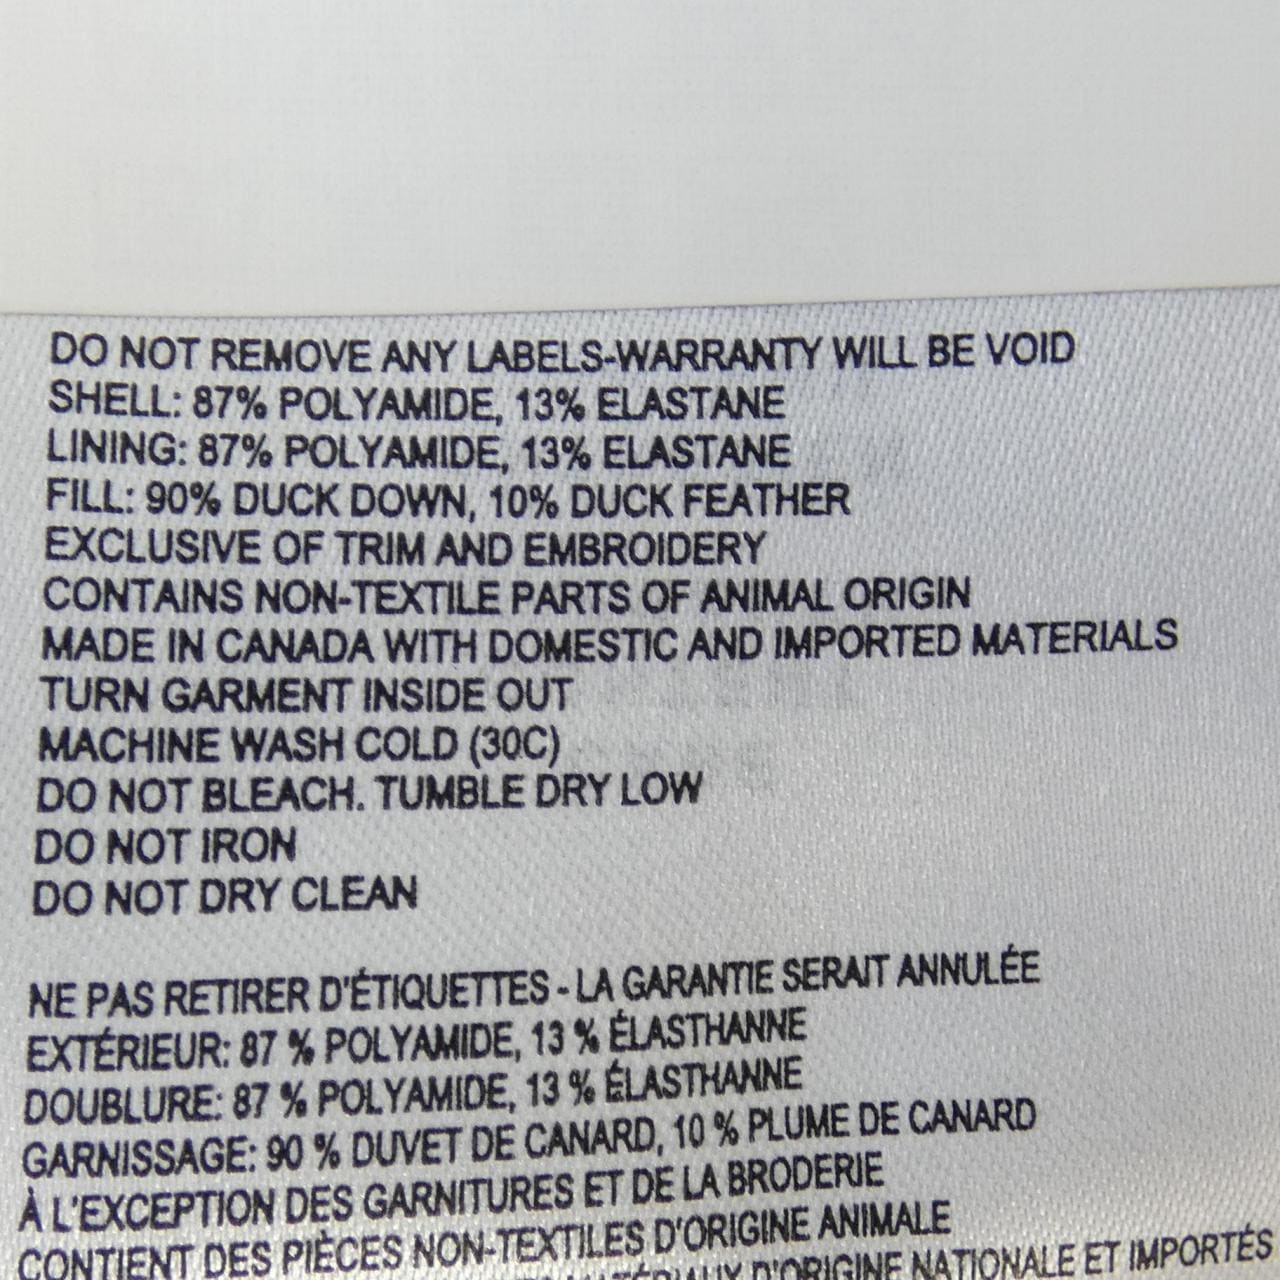 DO NOT REMOVE ANY LABELS-WARRANTY WILL BE VOID
SHELL: 87% POLYAMIDE, 13% ELASTANE
LINING: 87% POLYAMIDE, 13% ELASTANE
FILL: 90% DUCK DOWN, 10% DUCK FEATHER
EXCLUSIVE OF TRIM AND EMBROIDERY
CONTAINS NON-TEXTILE PARTS OF ANIMAL ORIGIN
MADE IN CANADA WITH DOMESTIC AND IMPORTED MATERIALS
TURN GARMENT INSIDE OUT
MACHINE WASH COLD (30C)
DO NOT BLEACH. TUMBLE DRY LOW
DO NOT IRON
DO NOT DRY CLEAN
NE PAS RETIRER D'ÉTIQUETTES - LA GARANTIE SERAIT ANNULÉE
EXTÉRIEUR: 87 % POLYAMIDE, 13 % ÉLASTHANNE
DOUBLURE: 87 % POLYAMIDE, 13 % ÉLASTHANNE
GARNISSAGE: 90 % DUVET DE CANARD, 10 % PLUME DE CANARD
À L'EXCEPTION DES GARNITURES ET DE LA BRODERIE
CONTIENT DES PIÈCES NON-TEXTILES D'ORIGINE ANIMALE
MATÉRIAUX D'ORIGINE NATIONALE ET IMPORTÉS